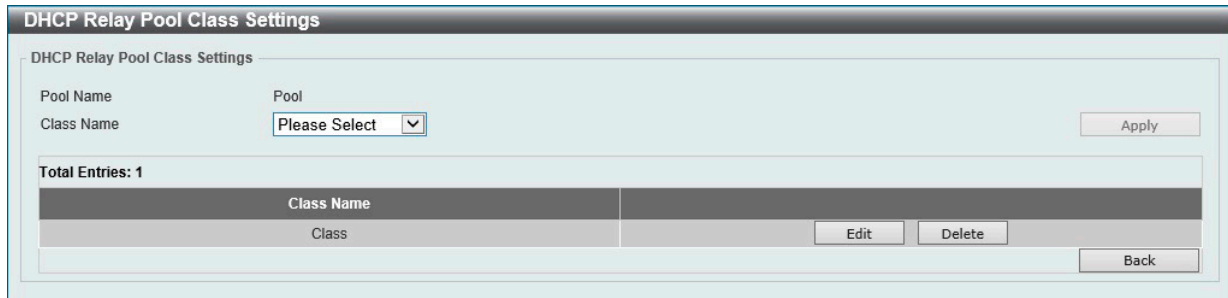 DHCP Relay Pool Class Settings
DHCP Relay Pool Class Settings
Pool Name Pool
Class Name Please Select Apply
Total Entries: 1
Class Name
Class Edit Delete
Back